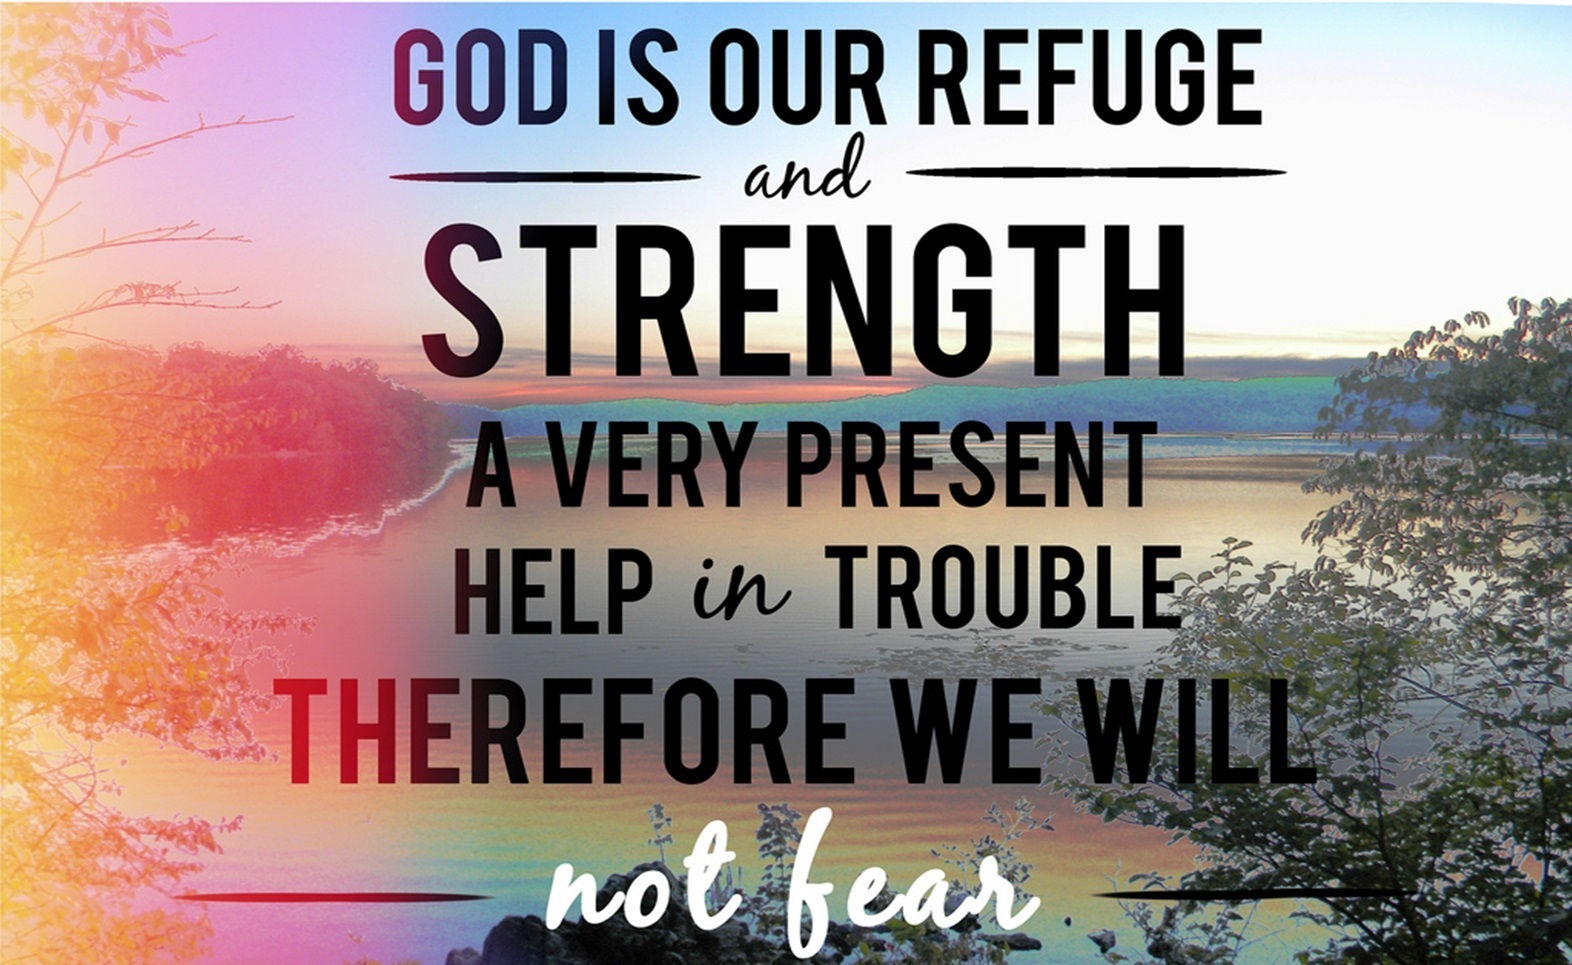 GOD IS OUR REFUGE
and
STRENGTH
A VERY PRESENT
HELP in TROUBLE
THEREFORE WE WILL
not fear